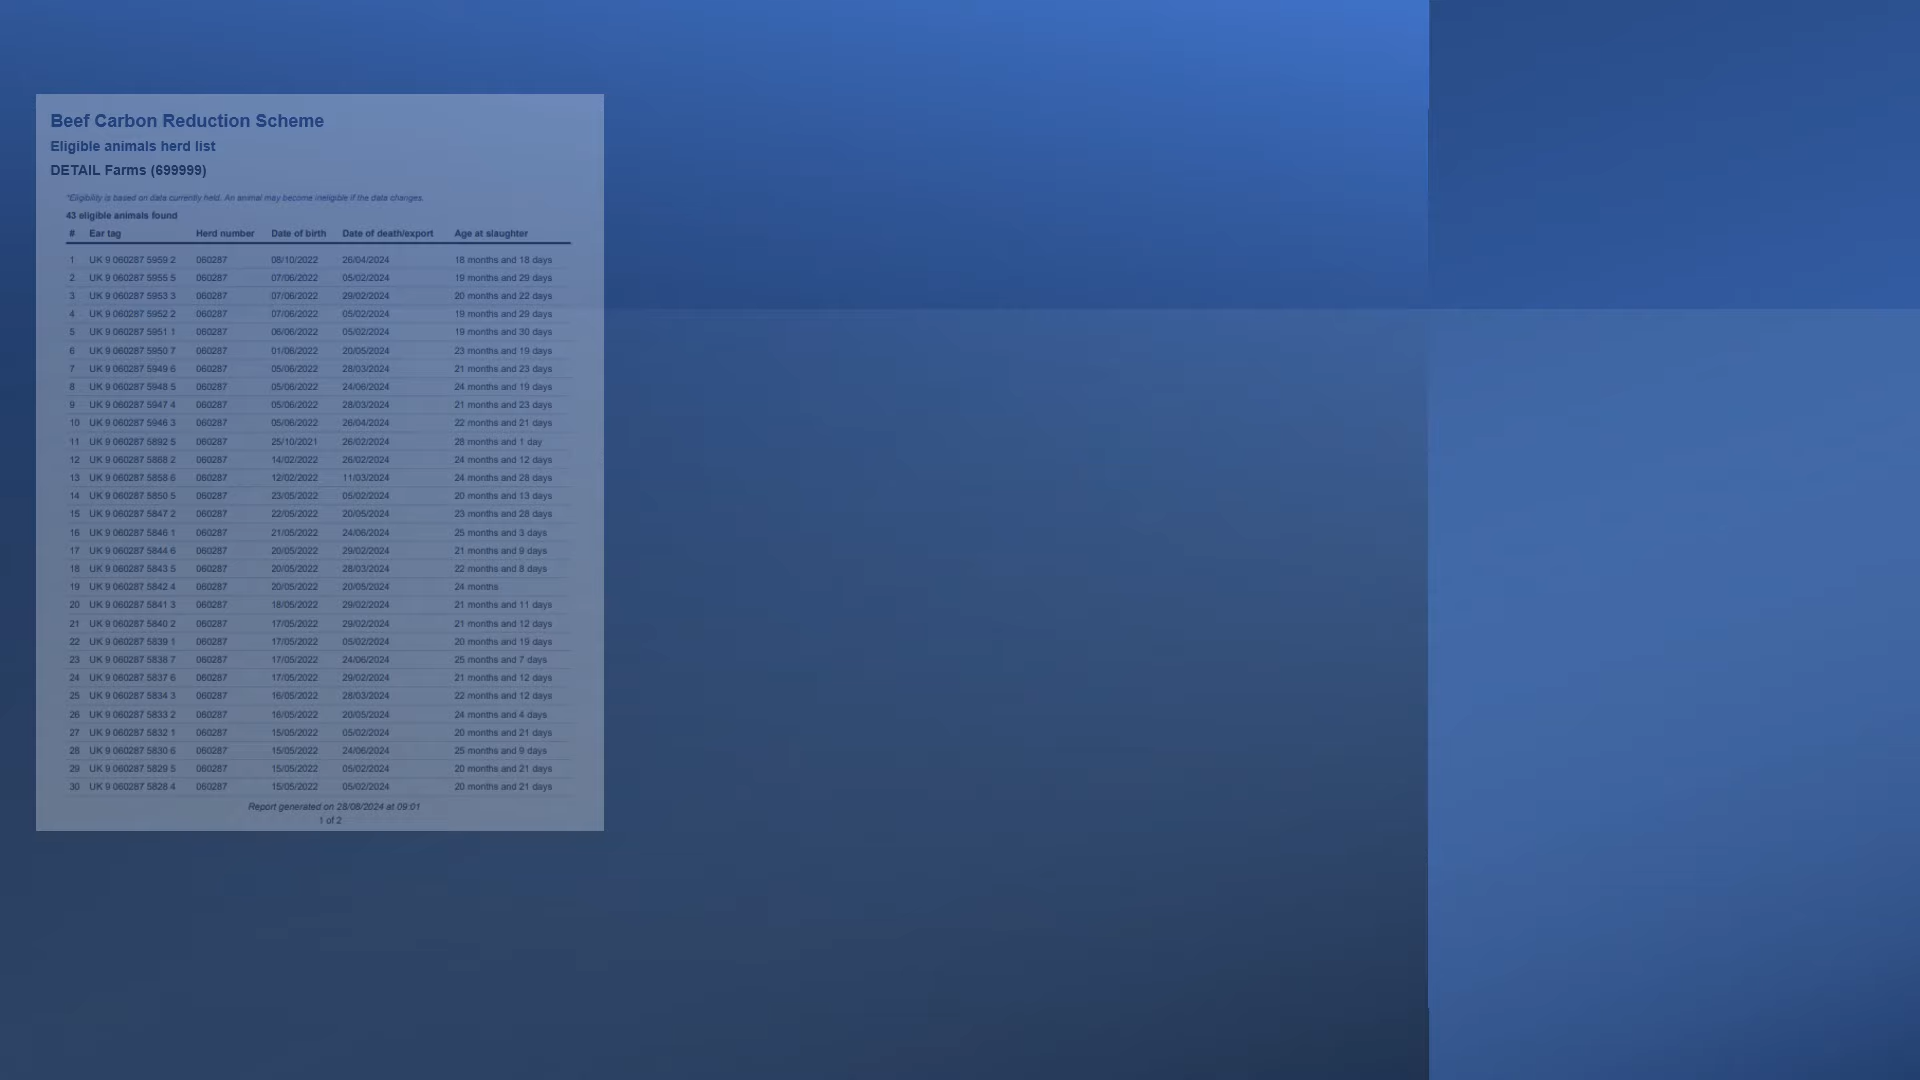 Beef Carbon Reduction Scheme
Eligible animals herd list
DETAIL Farms (699999)
*Eligibility is based on data currently held. An animal may become ineligible if the data changes.
43 eligible animals found
# Ear tag Herd number Date of birth Date of death/export Age at slaughter
1 UK 9 060287 5959 2 060287 08/10/2022 26/04/2024 18 months and 18 days
2 UK 9 060287 5955 5 060287 07/06/2022 05/02/2024 19 months and 29 days
3 UK 9 060287 5953 3 060287 07/06/2022 29/02/2024 20 months and 22 days
4 UK 9 060287 5952 2 060287 07/06/2022 05/02/2024 19 months and 29 days
5 UK 9 060287 5951 1 060287 06/06/2022 05/02/2024 19 months and 30 days
6 UK 9 060287 5950 7 060287 01/06/2022 20/05/2024 23 months and 19 days
7 UK 9 060287 5949 6 060287 05/06/2022 28/03/2024 21 months and 23 days
8 UK 9 060287 5948 5 060287 05/06/2022 24/06/2024 24 months and 19 days
9 UK 9 060287 5947 4 060287 05/06/2022 28/03/2024 21 months and 23 days
10 UK 9 060287 5946 3 060287 05/06/2022 26/04/2024 22 months and 21 days
11 UK 9 060287 5892 5 060287 25/10/2021 26/02/2024 28 months and 1 day
12 UK 9 060287 5868 2 060287 14/02/2022 26/02/2024 24 months and 12 days
13 UK 9 060287 5858 6 060287 12/02/2022 11/03/2024 24 months and 28 days
14 UK 9 060287 5850 5 060287 23/05/2022 05/02/2024 20 months and 13 days
15 UK 9 060287 5847 2 060287 22/05/2022 20/05/2024 23 months and 28 days
16 UK 9 060287 5846 1 060287 21/05/2022 24/06/2024 25 months and 3 days
17 UK 9 060287 5844 6 060287 20/05/2022 29/02/2024 21 months and 9 days
18 UK 9 060287 5843 5 060287 20/05/2022 28/03/2024 22 months and 8 days
19 UK 9 060287 5842 4 060287 20/05/2022 20/05/2024 24 months
20 UK 9 060287 5841 3 060287 18/05/2022 29/02/2024 21 months and 11 days
21 UK 9 060287 5840 2 060287 17/05/2022 29/02/2024 21 months and 12 days
22 UK 9 060287 5839 1 060287 17/05/2022 05/02/2024 20 months and 19 days
23 UK 9 060287 5838 7 060287 17/05/2022 24/06/2024 25 months and 7 days
24 UK 9 060287 5837 6 060287 17/05/2022 29/02/2024 21 months and 12 days
25 UK 9 060287 5834 3 060287 16/05/2022 28/03/2024 22 months and 12 days
26 UK 9 060287 5833 2 060287 16/05/2022 20/05/2024 24 months and 4 days
27 UK 9 060287 5832 1 060287 15/05/2022 05/02/2024 20 months and 21 days
28 UK 9 060287 5830 6 060287 15/05/2022 24/06/2024 25 months and 9 days
29 UK 9 060287 5829 5 060287 15/05/2022 05/02/2024 20 months and 21 days
30 UK 9 060287 5828 4 060287 15/05/2022 05/02/2024 20 months and 21 days
Report generated on 28/08/2024 at 09:01
1 of 2